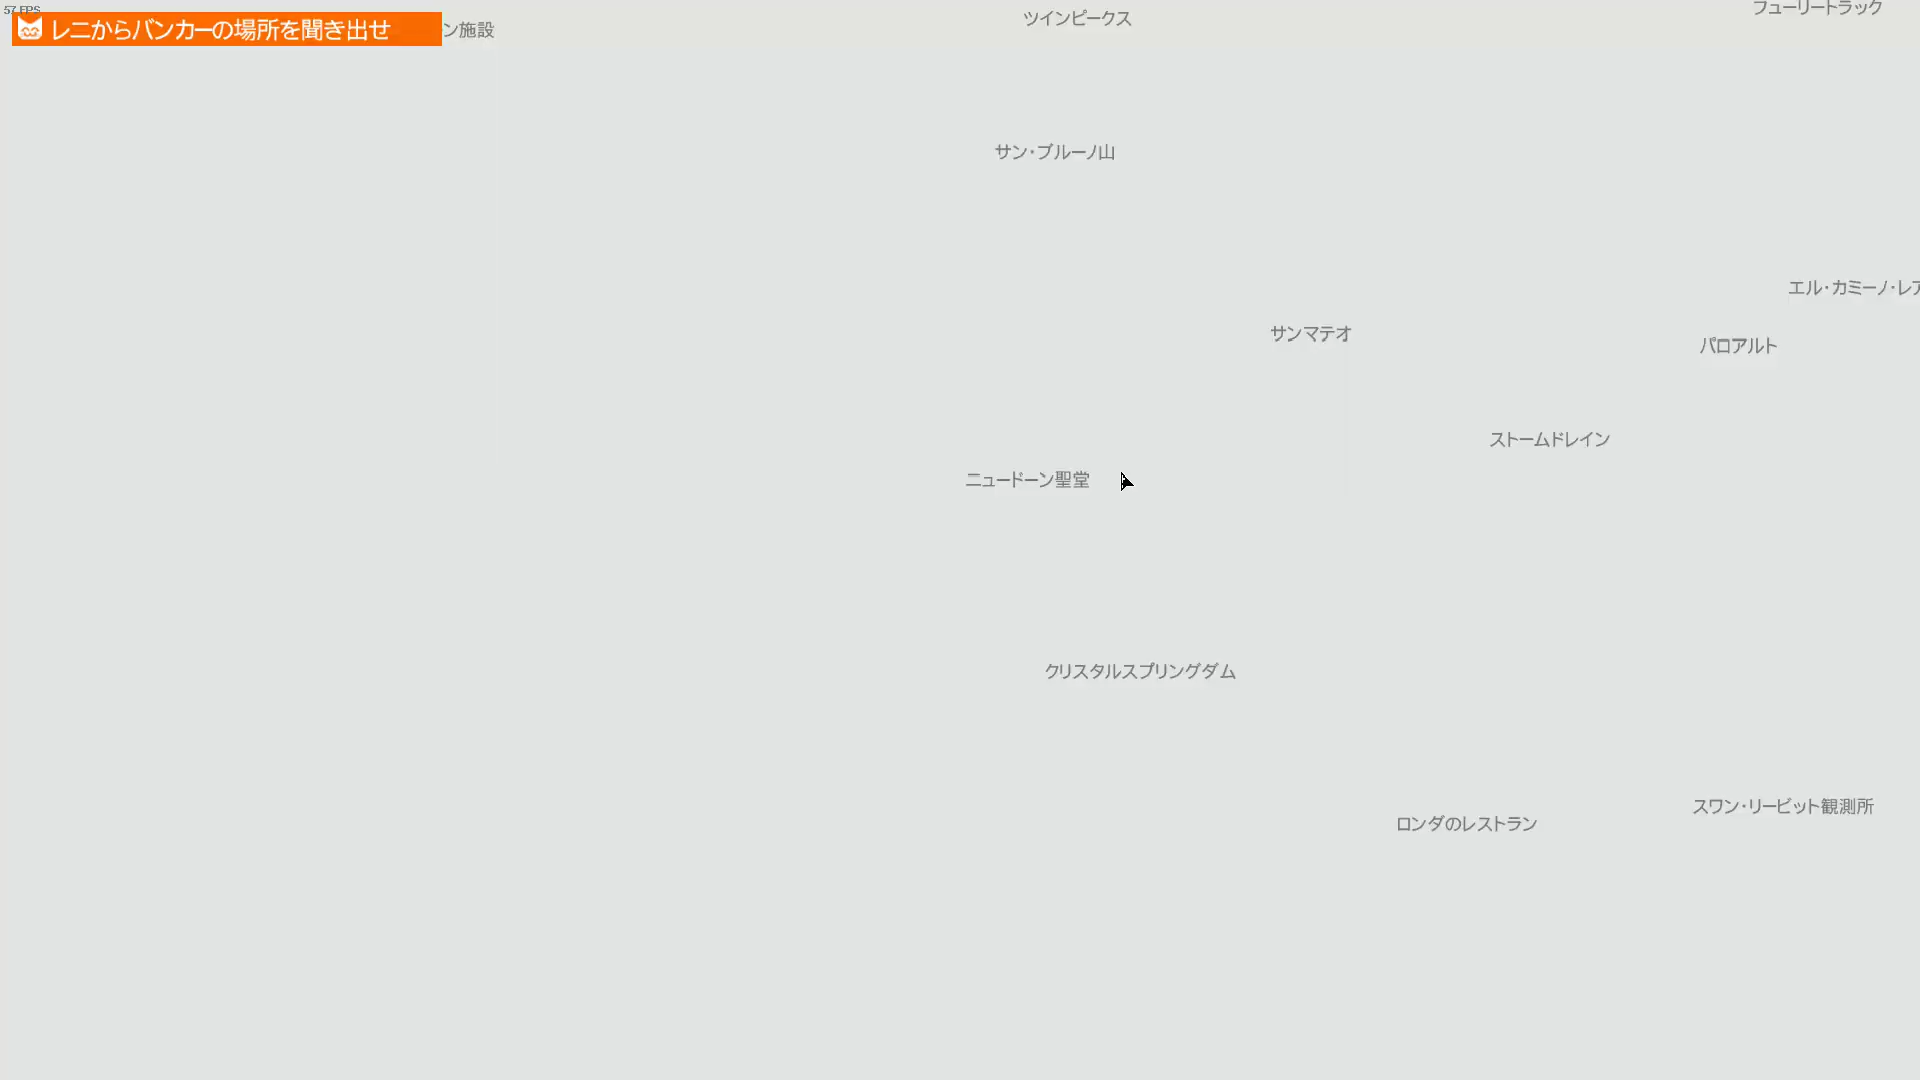 57 FPS
レニからバンカーの場所を聞き出せ
ン施設
ツインピークス
フューリートラック
サン・ブルーノ山
エル・カミーノ・レア
サンマテオ
パロアルト
ストームドレイン
ニュードーン聖堂
クリスタルスプリングダム
スワン・リービット観測所
ロンダのレストラン